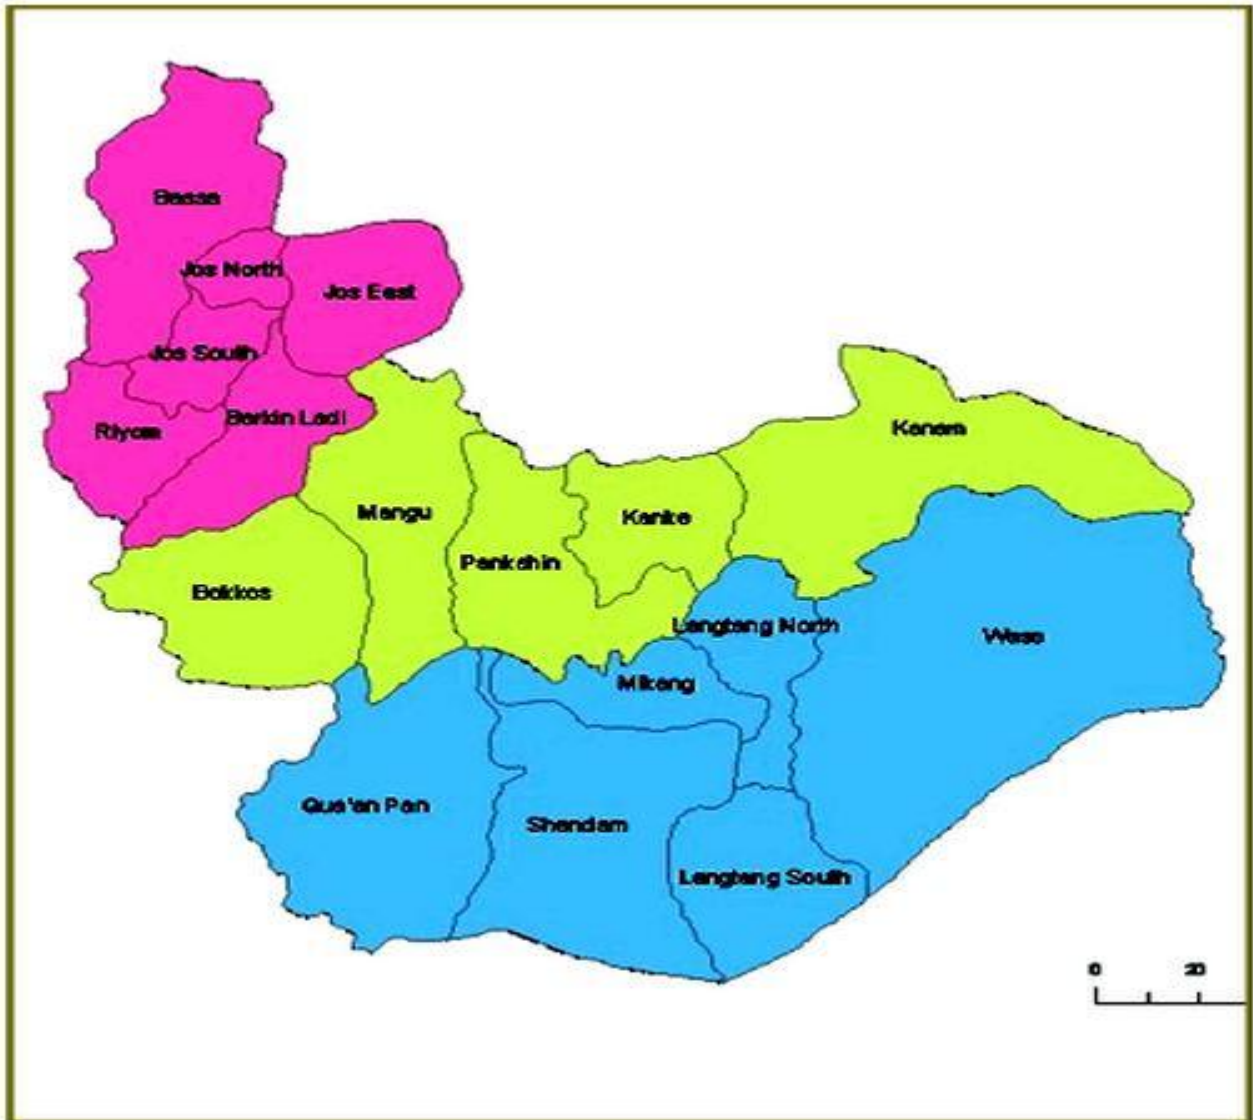 Bassa
Jos North
Jos East
Jos South
Barkin Ladi
Riyom
Kanam
Mangu
Kanke
Pankshin
Bokkos
Langtang North
Wase
Mikang
Qua'an Pan
Shendam
Langtang South
0 20